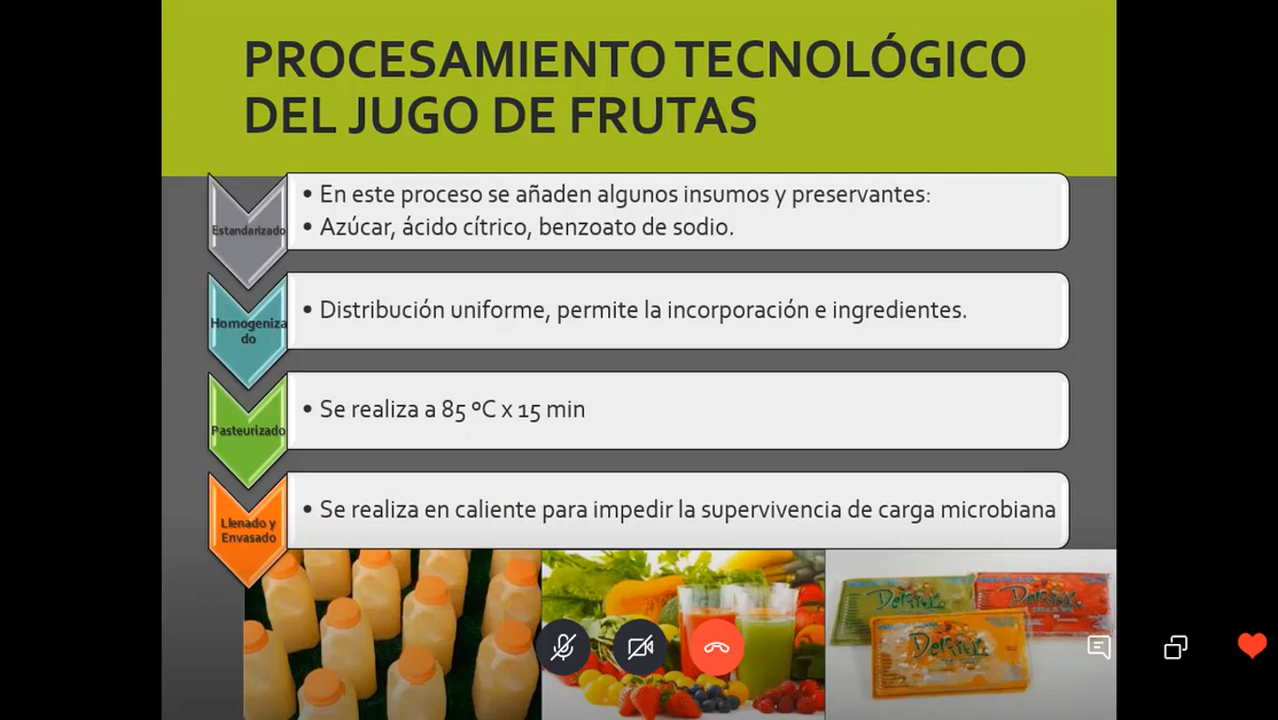 PROCESAMIENTO TECNOLÓGICO
DEL JUGO DE FRUTAS
Estandarizado
• En este proceso se añaden algunos insumos y preservantes:
• Azúcar, ácido cítrico, benzoato de sodio.
Homogeniza
do
• Distribución uniforme, permite la incorporación e ingredientes.
Pasteurizado
• Se realiza a 85 ºC x 15 min
Llenado y
Envasado
• Se realiza en caliente para impedir la supervivencia de carga microbiana